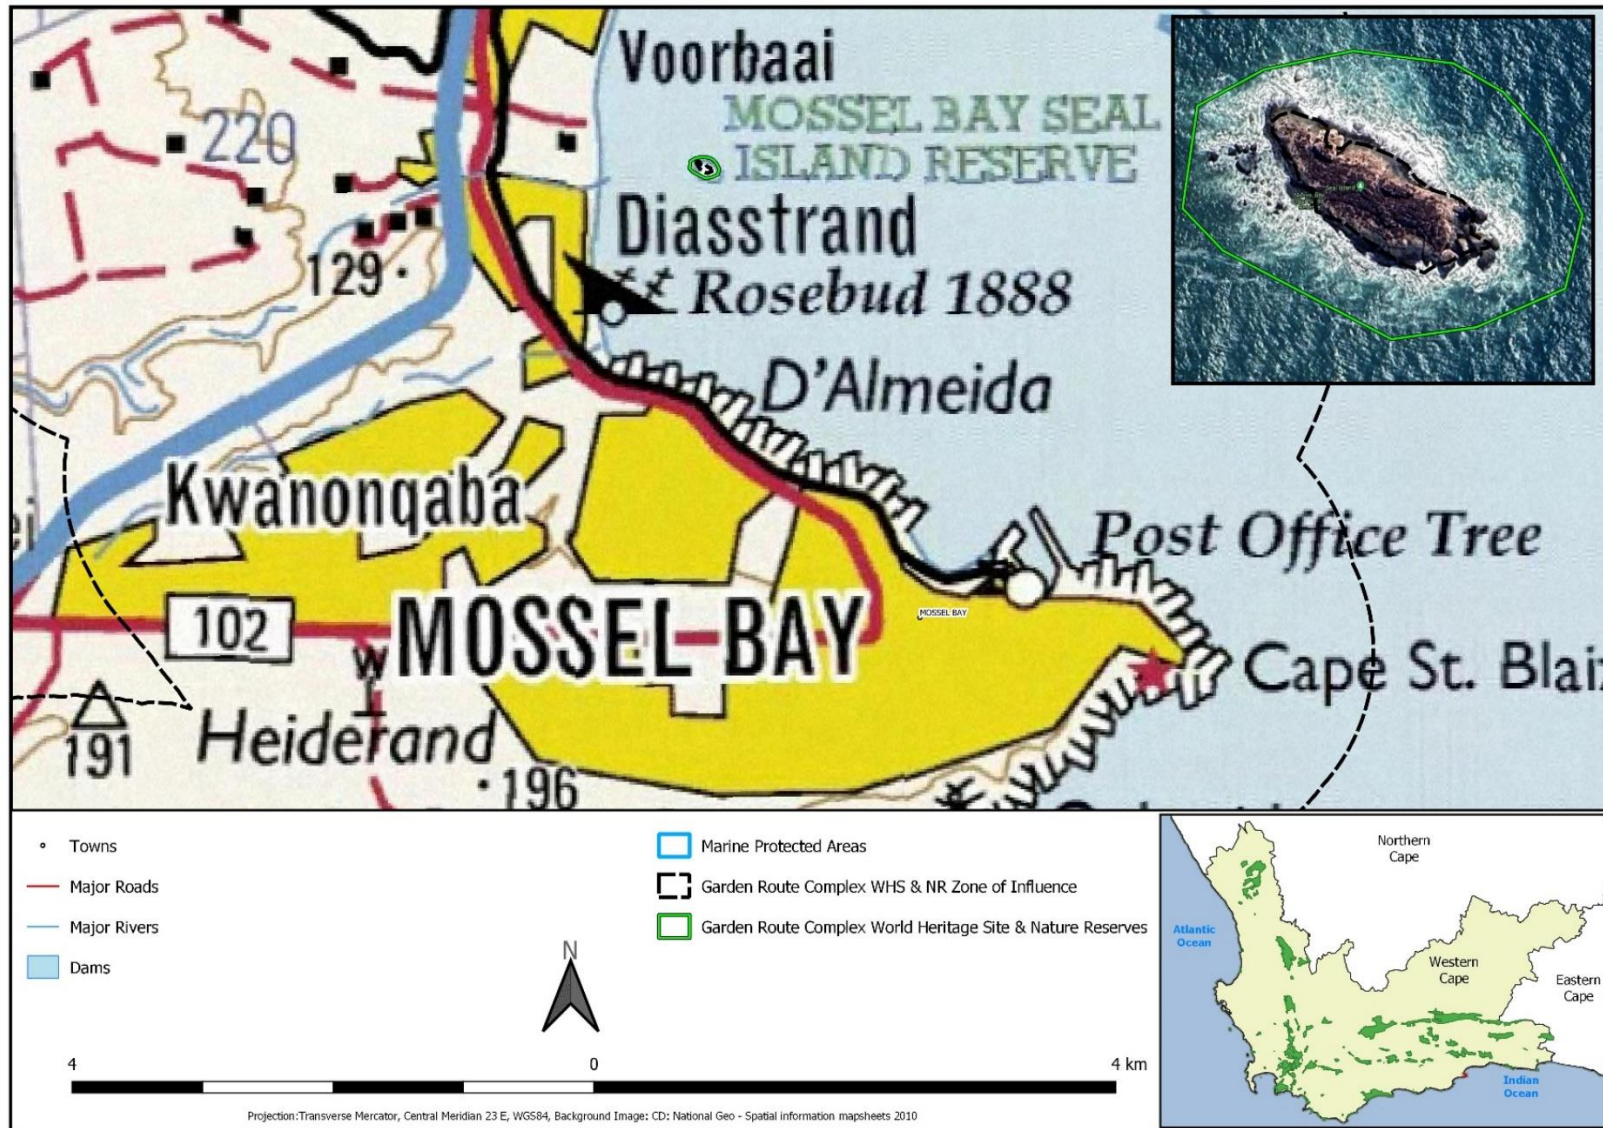 Voorbaai
MOSSEL BAY SEAL
ISLAND RESERVE
220
Diasstrand
129
Rosebud 1888
D'Almeida
Kwanonqaba
Post Office Tree
102
MOSSEL BAY
MOSSEL BAY
W
Cape St. Blaiz
Heiderand
191
196
Towns
Major Roads
Major Rivers
Dams
Marine Protected Areas
Garden Route Complex WHS & NR Zone of Influence
Garden Route Complex World Heritage Site & Nature Reserves
N
4 0 4 km
Projection:Transverse Mercator, Central Meridian 23 E, WGS84, Background Image: CD: National Geo - Spatial information mapsheets 2010
Northern
Cape
Atlantic
Ocean
Western
Cape
Eastern
Cape
Indian
Ocean